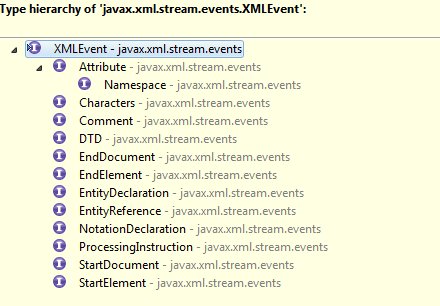 Type hierarchy of 'javax.xml.stream.events.XMLEvent':
XMLEvent - javax.xml.stream.events
Attribute - javax.xml.stream.events
Namespace - javax.xml.stream.events
Characters - javax.xml.stream.events
Comment - javax.xml.stream.events
DTD - javax.xml.stream.events
EndDocument - javax.xml.stream.events
EndElement - javax.xml.stream.events
EntityDeclaration - javax.xml.stream.events
EntityReference - javax.xml.stream.events
NotationDeclaration - javax.xml.stream.events
ProcessingInstruction - javax.xml.stream.events
StartDocument - javax.xml.stream.events
StartElement - javax.xml.stream.events